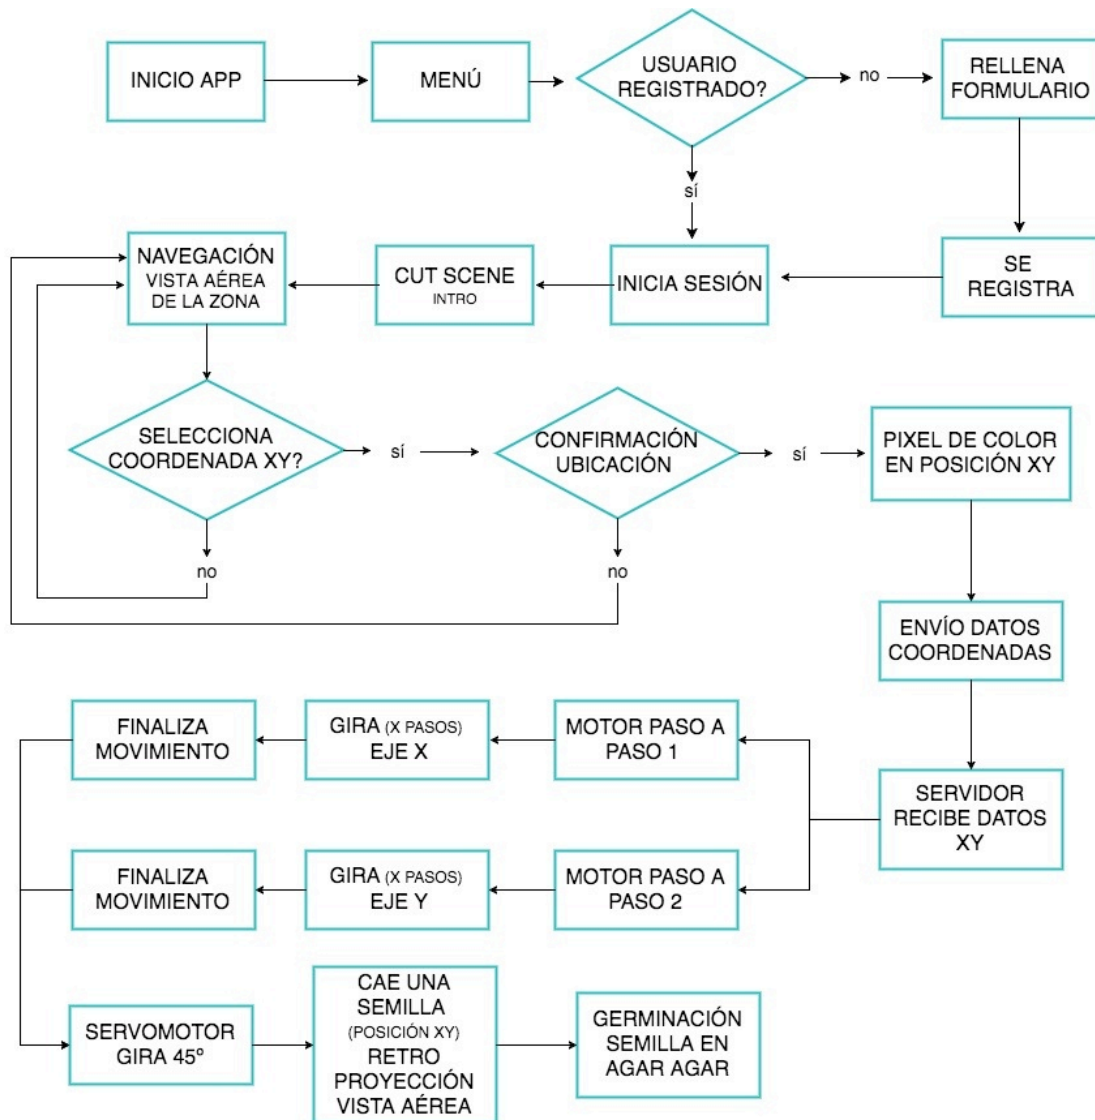 INICIO APP
MENÚ
USUARIO
REGISTRADO?
no
RELLENA
FORMULARIO
sí
NAVEGACIÓN
VISTA AÉREA
DE LA ZONA
CUT SCENE
INTRO
INICIA SESIÓN
SE
REGISTRA
SELECCIONA
COORDENADA XY?
sí
CONFIRMACIÓN
UBICACIÓN
sí
PIXEL DE COLOR
EN POSICIÓN XY
no
no
ENVÍO DATOS
COORDENADAS
FINALIZA
MOVIMIENTO
GIRA (X PASOS)
EJE X
MOTOR PASO A
PASO 1
SERVIDOR
RECIBE DATOS
XY
FINALIZA
MOVIMIENTO
GIRA (X PASOS)
EJE Y
MOTOR PASO A
PASO 2
SERVOMOTOR
GIRA 45º
CAE UNA
SEMILLA
(POSICIÓN XY)
RETRO
PROYECCIÓN
VISTA AÉREA
GERMINACIÓN
SEMILLA EN
AGAR AGAR